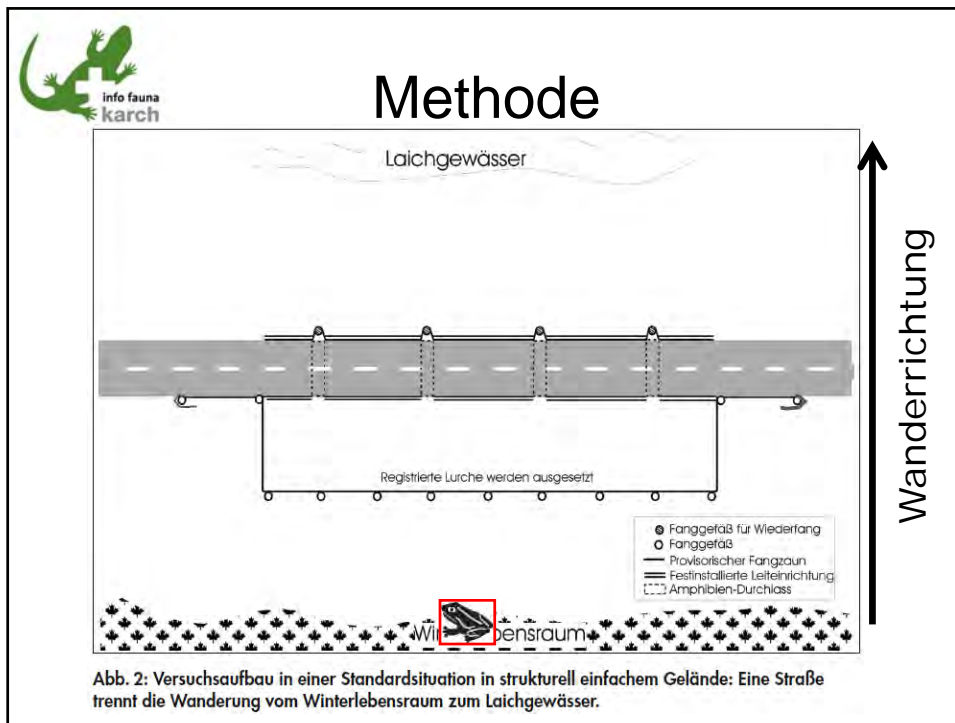 info fauna
karch
Methode
Laichgewässer
Wanderrichtung
Registrierte Lurche werden ausgesetzt
Fanggefäß für Wiederfang
Fanggefäß
Provisorischer Fangzaun
Festinstallierte Leiteinrichtung
Amphibien-Durchlass
Win bensraum
Abb. 2: Versuchsaufbau in einer Standardsituation in strukturell einfachem Gelände: Eine Straße
trennt die Wanderung vom Winterlebensraum zum Laichgewässer.